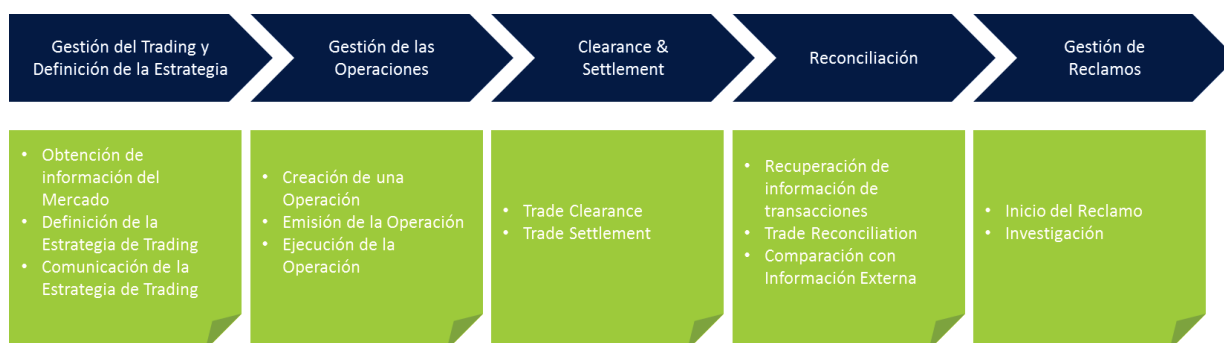 Gestión del Trading y
Definición de la Estrategia
Gestión de las
Operaciones
Clearance &
Settlement
Reconciliación
Gestión de
Reclamos
• Obtención de
información del
Mercado
• Definición de la
Estrategia de Trading
• Comunicación de la
Estrategia de Trading
• Creación de una
Operación
• Emisión de la Operación
• Ejecución de la
Operación
• Trade Clearance
• Trade Settlement
• Recuperación de
información de
transacciones
• Trade Reconciliation
• Comparación con
Información Externa
• Inicio del Reclamo
• Investigación